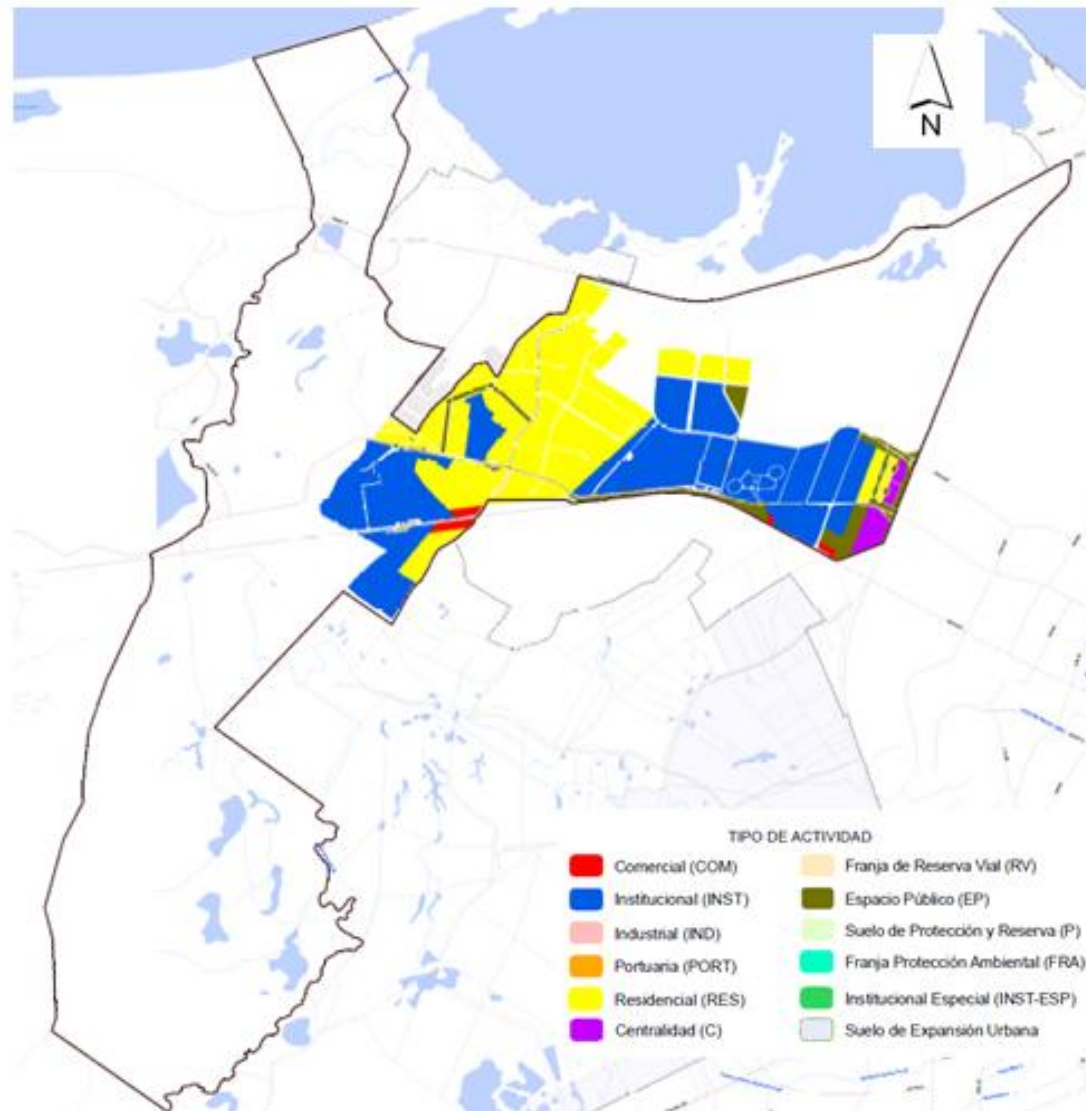 N
TIPO DE ACTIVIDAD
Comercial (COM)
Institucional (INST)
Industrial (IND)
Portuaria (PORT)
Residencial (RES)
Centralidad (C)
Franja de Reserva Vial (RV)
Espacio Público (EP)
Suelo de Protección y Reserva (P)
Franja Protección Ambiental (FRA)
Institucional Especial (INST-ESP)
Suelo de Expansión Urbana